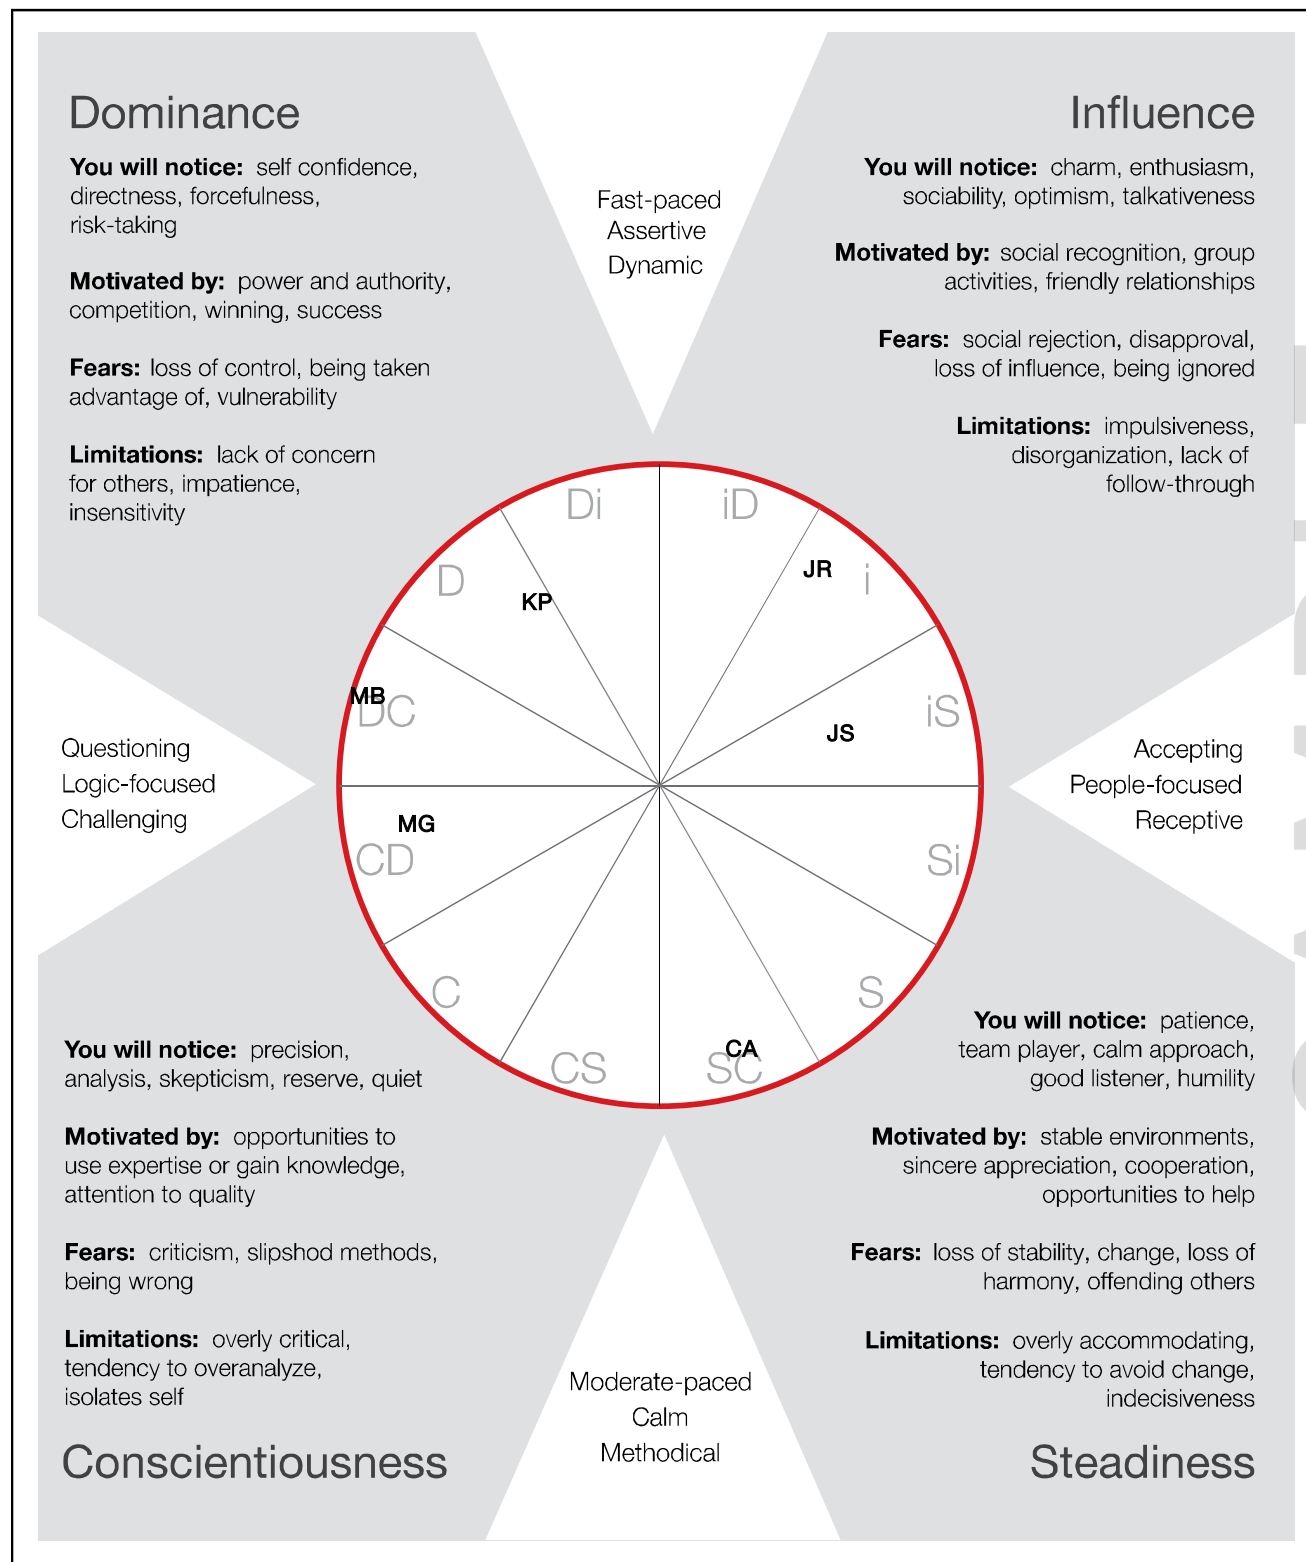 Dominance
You will notice: self confidence,
directness, forcefulness,
risk-taking
Motivated by: power and authority,
competition, winning, success
Fears: loss of control, being taken
advantage of, vulnerability
Limitations: lack of concern
for others, impatience,
insensitivity
Fast-paced
Assertive
Dynamic
Influence
You will notice: charm, enthusiasm,
sociability, optimism, talkativeness
Motivated by: social recognition, group
activities, friendly relationships
Fears: social rejection, disapproval,
loss of influence, being ignored
Limitations: impulsiveness,
disorganization, lack of
follow-through
Di
iD
D
KP
JR
i
MB
DC
JS
iS
MG
CD
Si
C
S
CS
CA
SC
Questioning
Logic-focused
Challenging
Accepting
People-focused
Receptive
You will notice: precision,
analysis, skepticism, reserve, quiet
Motivated by: opportunities to
use expertise or gain knowledge,
attention to quality
Fears: criticism, slipshod methods,
being wrong
Limitations: overly critical,
tendency to overanalyze,
isolates self
Conscientiousness
Moderate-paced
Calm
Methodical
You will notice: patience,
team player, calm approach,
good listener, humility
Motivated by: stable environments,
sincere appreciation, cooperation,
opportunities to help
Fears: loss of stability, change, loss of
harmony, offending others
Limitations: overly accommodating,
tendency to avoid change,
indecisiveness
Steadiness